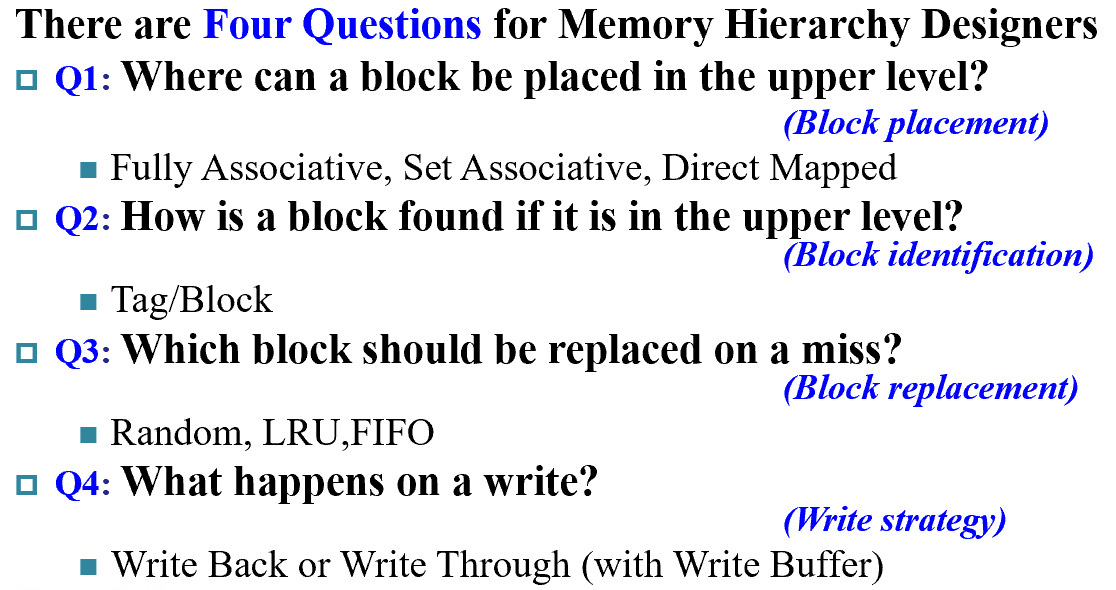 There are Four Questions for Memory Hierarchy Designers
Q1: Where can a block be placed in the upper level?
(Block placement)
Fully Associative, Set Associative, Direct Mapped
Q2: How is a block found if it is in the upper level?
(Block identification)
Tag/Block
Q3: Which block should be replaced on a miss?
(Block replacement)
Random, LRU,FIFO
Q4: What happens on a write?
(Write strategy)
Write Back or Write Through (with Write Buffer)